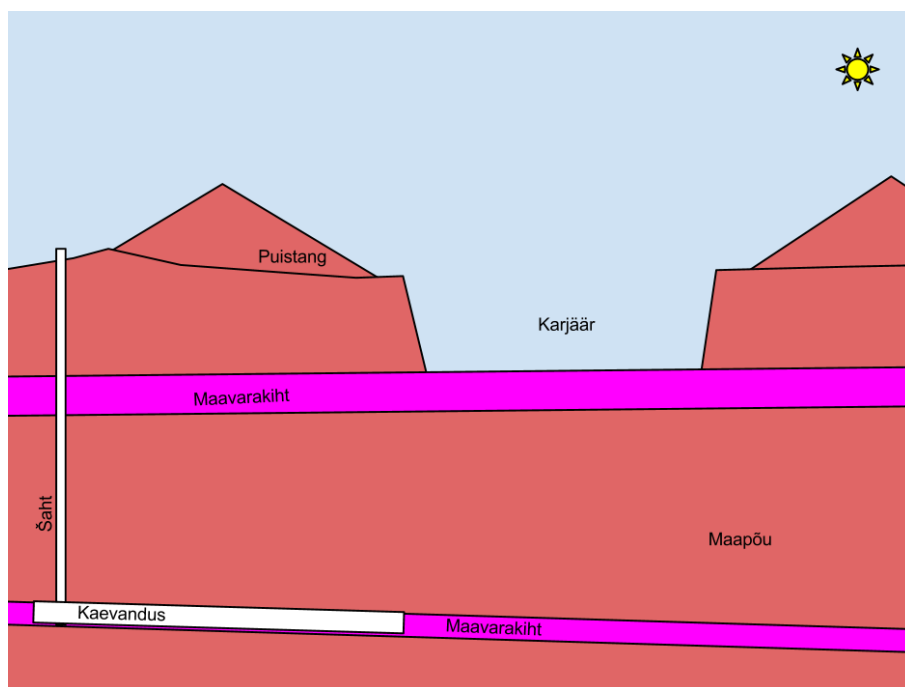 Puistang
Karjäär
Maavarakiht
Šaht
Maapõu
Kaevandus
Maavarakiht